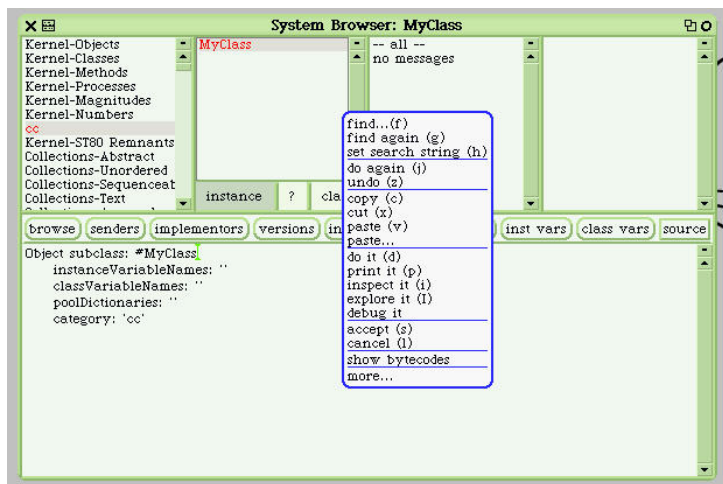 System Browser: MyClass
Kernel-Objects
Kernel-Classes
Kernel-Methods
Kernel-Processes
Kernel-Magnitudes
Kernel-Numbers
cc
Kernel-ST80 Remnants
Collections-Abstract
Collections-Unordered
Collections-Sequenceat
Collections-Text
MyClass
instance ? cla
-- all --
no messages
browse senders implementors versions in inst vars class vars source
Object subclass: #MyClass
instanceVariableNames: ''
classVariableNames: ''
poolDictionaries: ''
category: 'cc'
find...(f)
find again (g)
set search string (h)
do again (j)
undo (z)
copy (c)
cut (x)
paste (v)
paste...
do it (d)
print it (p)
inspect it (i)
explore it (I)
debug it
accept (s)
cancel (l)
show bytecodes
more...